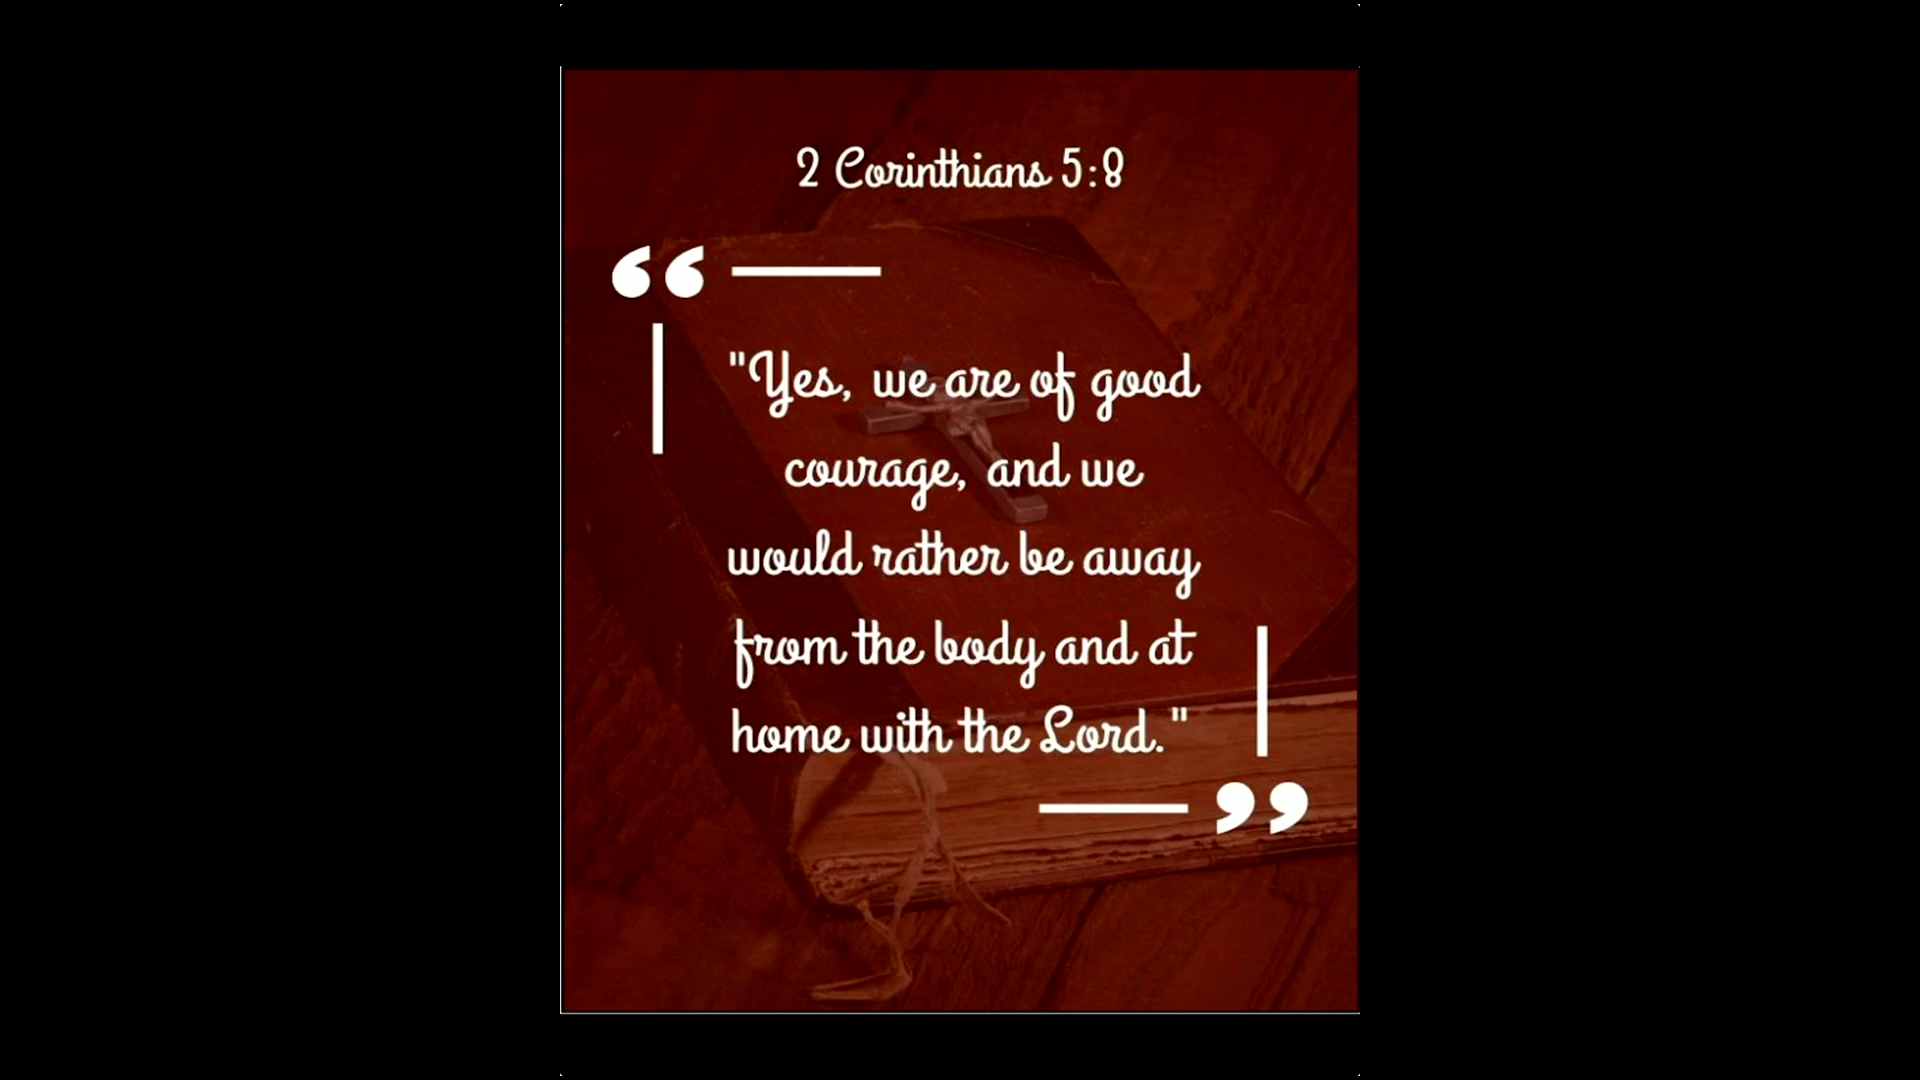 2 Corinthians 5:8
“
"Yes, we are of good
courage, and we
would rather be away
from the body and at
home with the Lord."
”